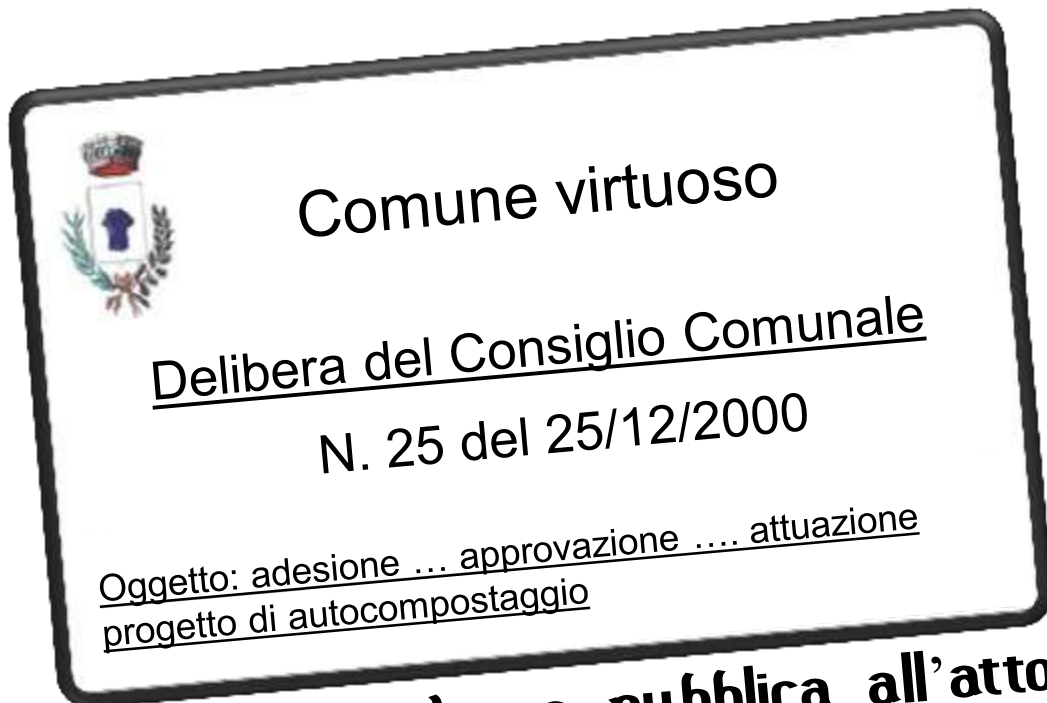 Comune virtuoso
Delibera del Consiglio Comunale
N. 25 del 25/12/2000
Oggetto: adesione … approvazione …. attuazione
progetto di autocompostaggio
pubblica all’atto